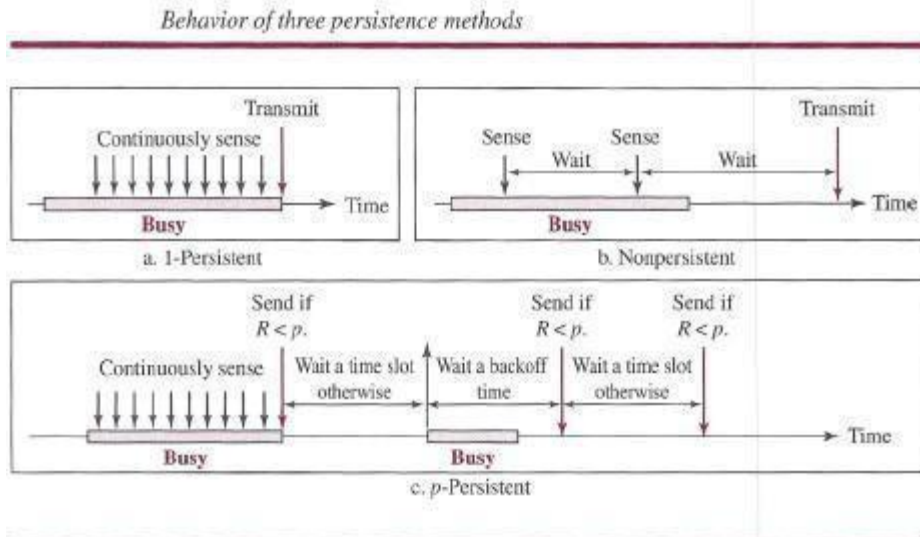 Behavior of three persistence methods
Transmit
Continuously sense
Time
Busy
a. 1-Persistent
Transmit
Sense
Sense
Wait
Wait
Time
Busy
b. Nonpersistent
Send if
R < p.
Send if
R < p.
Send if
R < p.
Continuously sense
Wait a time slot
otherwise
Wait a backoff
time
Wait a time slot
otherwise
Time
Busy
Busy
c. p-Persistent